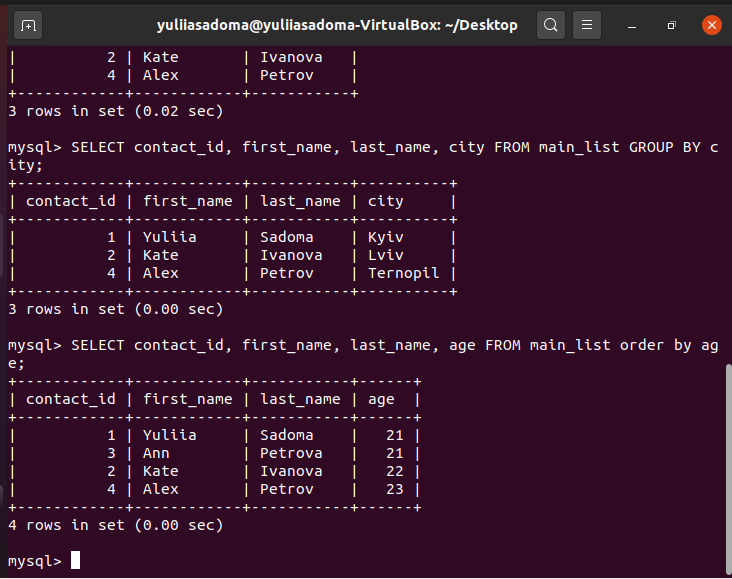 yuliiasadoma@yuliiasadoma-VirtualBox: ~/Desktop
|           2 | Kate       | Ivanova   |
|           4 | Alex       | Petrov    |
+------------+------------+-----------+
3 rows in set (0.02 sec)
mysql> SELECT contact_id, first_name, last_name, city FROM main_list GROUP BY c
ity;
+------------+------------+-----------+----------+
| contact_id | first_name | last_name | city     |
+------------+------------+-----------+----------+
|          1 | Yuliia     | Sadoma    | Kyiv     |
|          2 | Kate       | Ivanova   | Lviv     |
|          4 | Alex       | Petrov    | Ternopil |
+------------+------------+-----------+----------+
3 rows in set (0.00 sec)
mysql> SELECT contact_id, first_name, last_name, age FROM main_list order by ag
e;
+------------+------------+-----------+------+
| contact_id | first_name | last_name | age  |
+------------+------------+-----------+------+
|          1 | Yuliia     | Sadoma    |   21 |
|          3 | Ann        | Petrova   |   21 |
|          2 | Kate       | Ivanova   |   22 |
|          4 | Alex       | Petrov    |   23 |
+------------+------------+-----------+------+
4 rows in set (0.00 sec)
mysql>